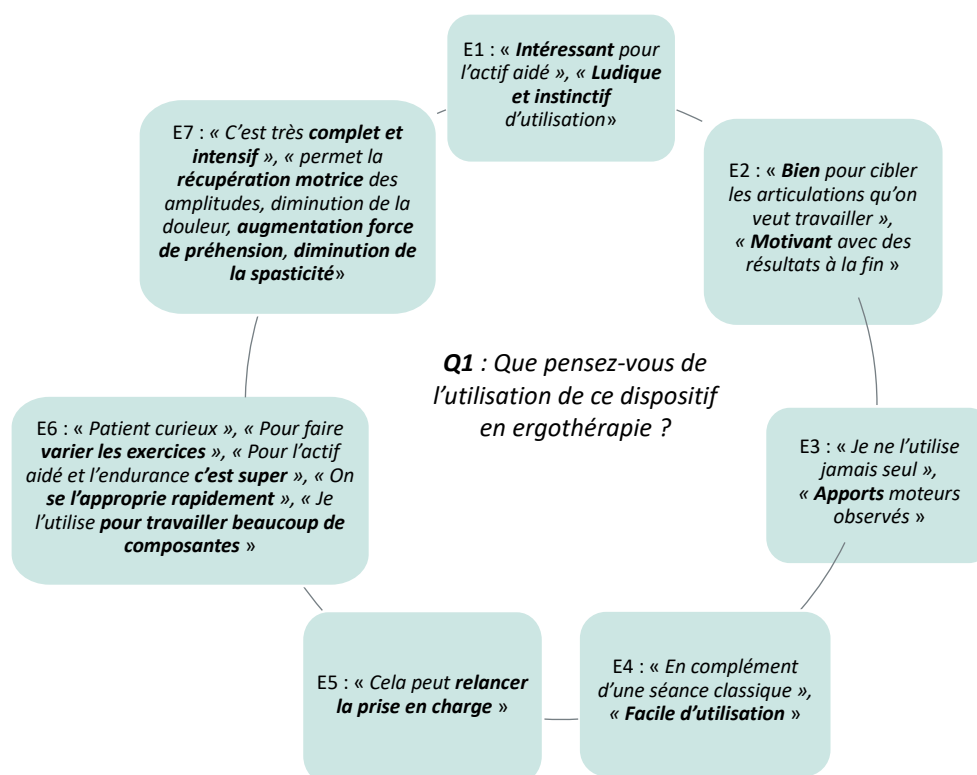 E1 : « Intéressant pour
l’actif aidé », « Ludique
et instinctif
d’utilisation»
E2 : « Bien pour cibler
les articulations qu’on
veut travailler »,
« Motivant avec des
résultats à la fin »
E3 : « Je ne l’utilise
jamais seul »,
« Apports moteurs
observés »
E4 : « En complément
d’une séance classique »,
« Facile d’utilisation »
E5 : « Cela peut relancer
la prise en charge »
E6 : « Patient curieux », « Pour faire
varier les exercices », « Pour l’actif
aidé et l’endurance c’est super », « On
se l’approprie rapidement », « Je
l’utilise pour travailler beaucoup de
composantes »
E7 : « C’est très complet et
intensif », « permet la
récupération motrice des
amplitudes, diminution de la
douleur, augmentation force
de préhension, diminution de
la spasticité»
Q1 : Que pensez-vous de
l’utilisation de ce dispositif
en ergothérapie ?